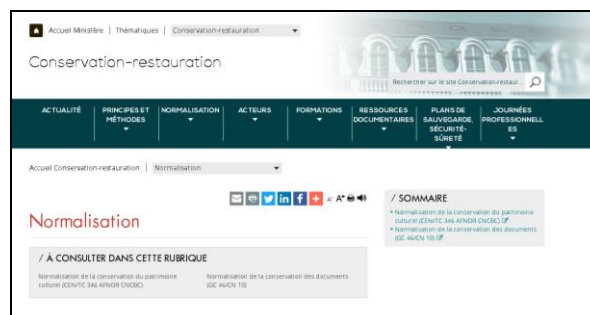 Accueil Ministère | Thématiques | Conservation-restauration
Conservation-restauration
Rechercher sur le site Conservation-restaur...
ACTUALITÉ
PRINCIPES ET
MÉTHODES
NORMALISATION
ACTEURS
FORMATIONS
RESSOURCES
DOCUMENTAIRES
PLANS DE
SAUVEGARDE,
SÉCURITÉ-
SÛRETÉ
JOURNÉES
PROFESSIONNELL
ES
Accueil Conservation-restauration | Normalisation
A- A+
/ SOMMAIRE
Normalisation de la conservation du patrimoine
culturel (CEN/TC 346 AFNOR CNCBC)
Normalisation de la conservation des documents
(GC 46/CN 10)
Normalisation
/ À CONSULTER DANS CETTE RUBRIQUE
Normalisation de la conservation du patrimoine
culturel (CEN/TC 346 AFNOR CNCBC)
Normalisation de la conservation des documents
(GC 46/CN 10)